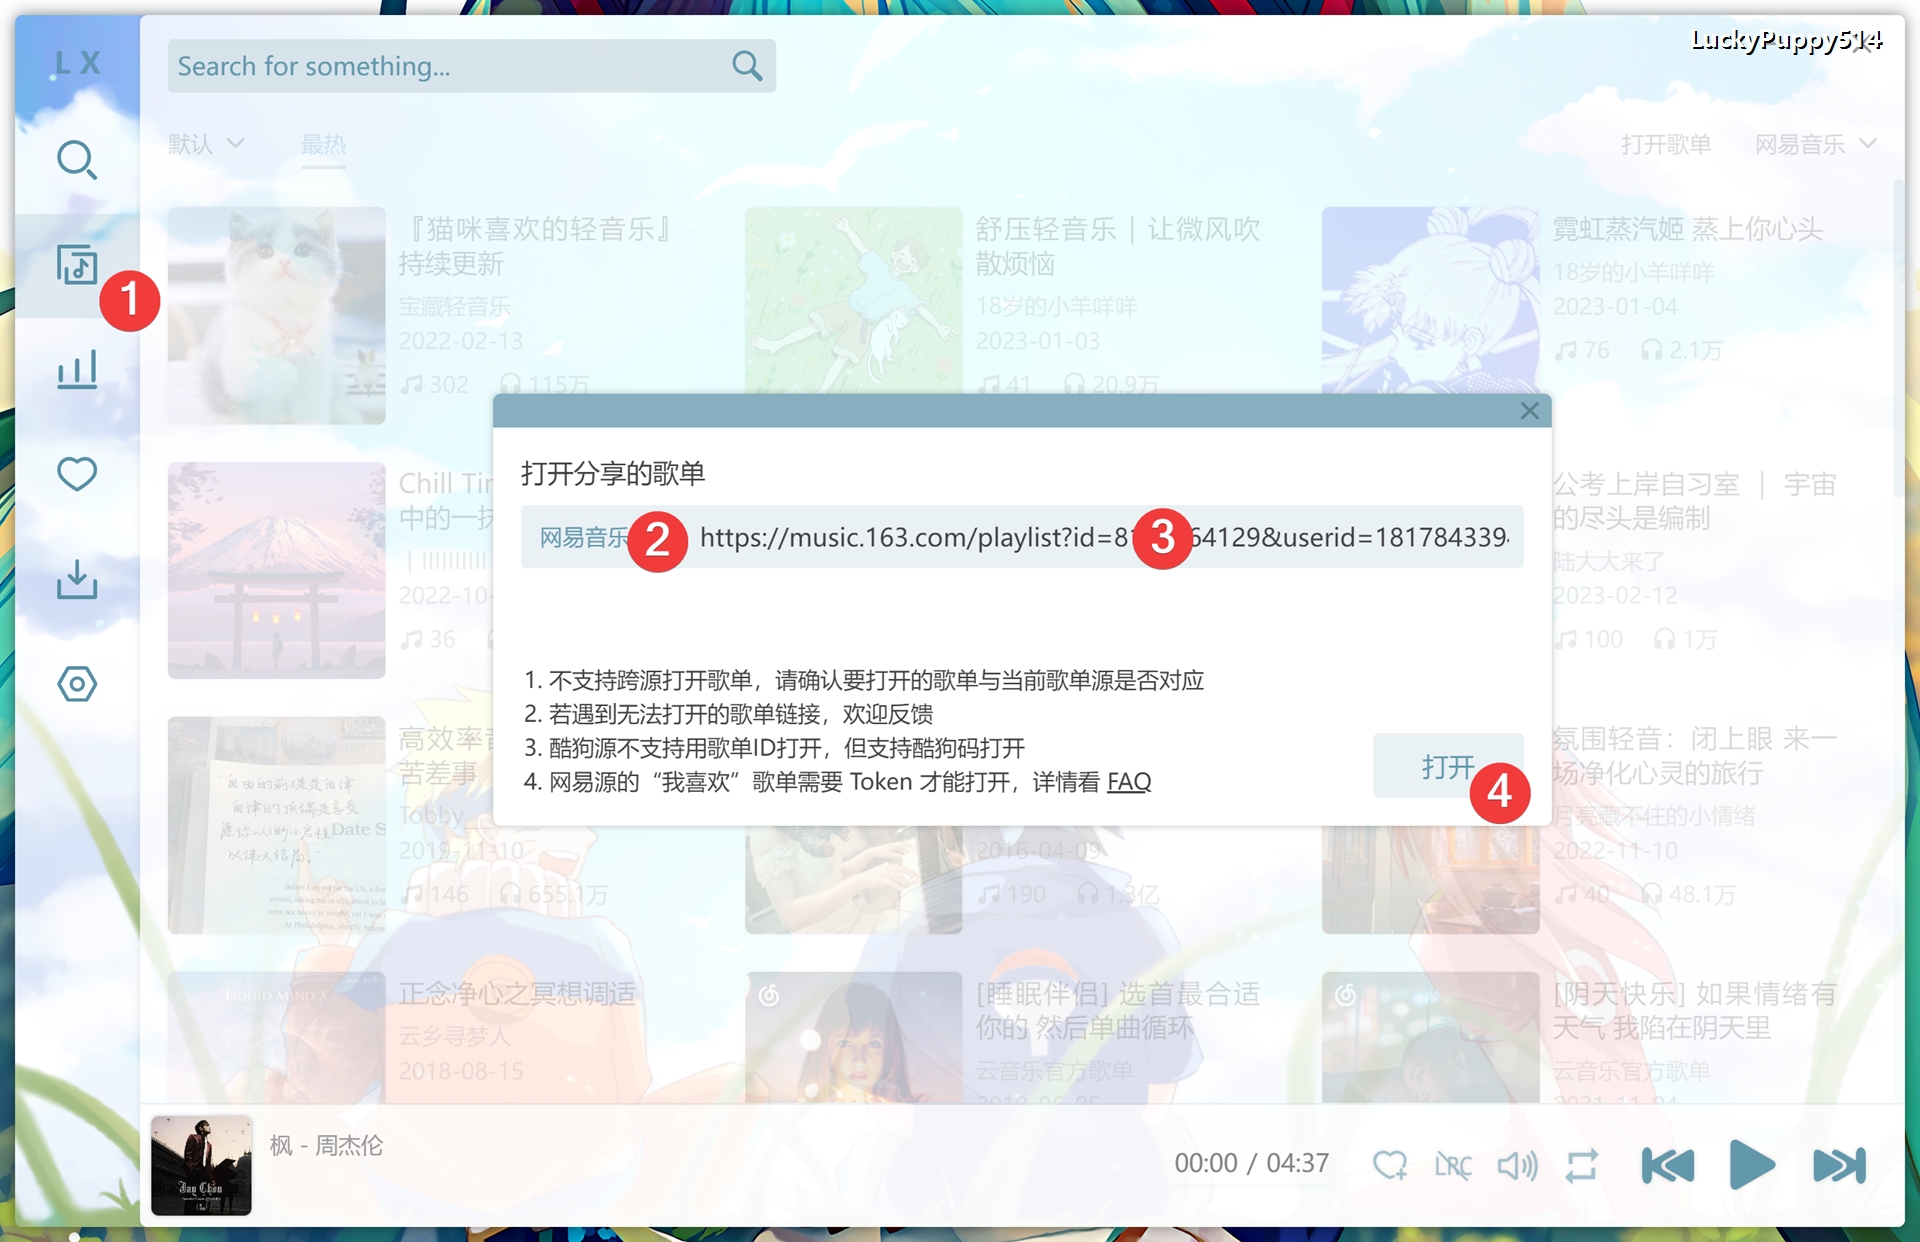 LuckyPuppy514
L X
Search for something...
默认
最热
打开歌单
网易音乐
『猫咪喜欢的轻音乐』
持续更新
宝藏轻音乐
2022-02-13
302
115万
舒压轻音乐｜让微风吹
散烦恼
18岁的小羊咩咩
2023-01-03
41
20.9万
霓虹蒸汽姬 蒸上你心头
18岁的小羊咩咩
2023-01-04
76
2.1万
1
打开分享的歌单
网易音乐
2
https://music.163.com/playlist?id=8
3
64129&userid=181784339
1. 不支持跨源打开歌单，请确认要打开的歌单与当前歌单源是否对应
2. 若遇到无法打开的歌单链接，欢迎反馈
3. 酷狗源不支持用歌单ID打开，但支持酷狗码打开
4. 网易源的“我喜欢”歌单需要 Token 才能打开，详情看 FAQ
打开
4
Chill
中的一
2022-10-
36
公考上岸自习室 ｜ 宇宙
的尽头是编制
陆大大来了
2023-02-12
100
1万
高效率
苦差事
Tobby
2019-11-10
146
655.1万
2016-04-09
190
1.3亿
氛围轻音：闭上眼 来一
场净化心灵的旅行
月亮藏不住的小情绪
2022-11-10
40
48.1万
LIQUID MIND X
正念净心之冥想调适
云乡寻梦人
2018-08-15
[睡眠伴侣] 选首最合适
你的 然后单曲循环
云音乐官方歌单
[阴天快乐] 如果情绪有
天气 我陷在阴天里
云音乐官方歌单
Jay Chou
枫 - 周杰伦
00:00 / 04:37
LRC